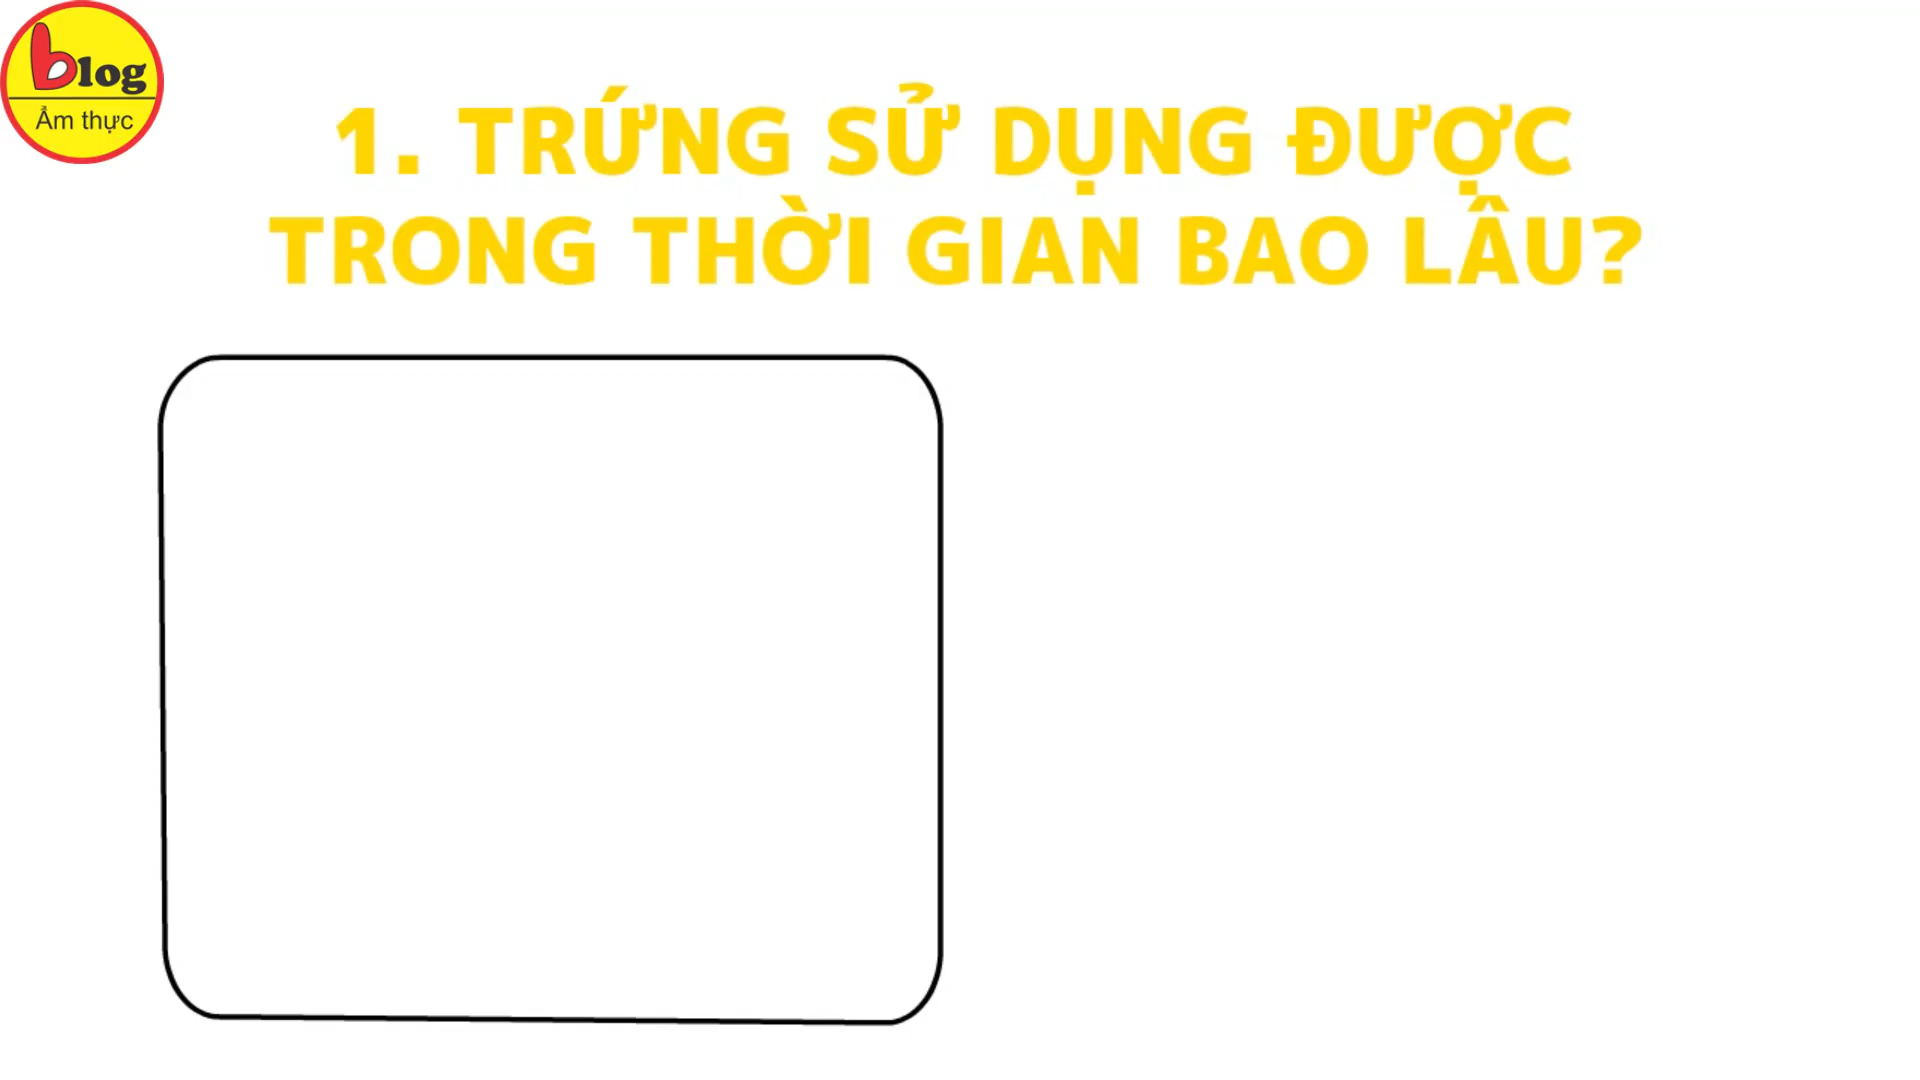 blog
Ẩm thực
1. TRỨNG SỬ DỤNG ĐƯỢC
TRONG THỜI GIAN BAO LÂU?